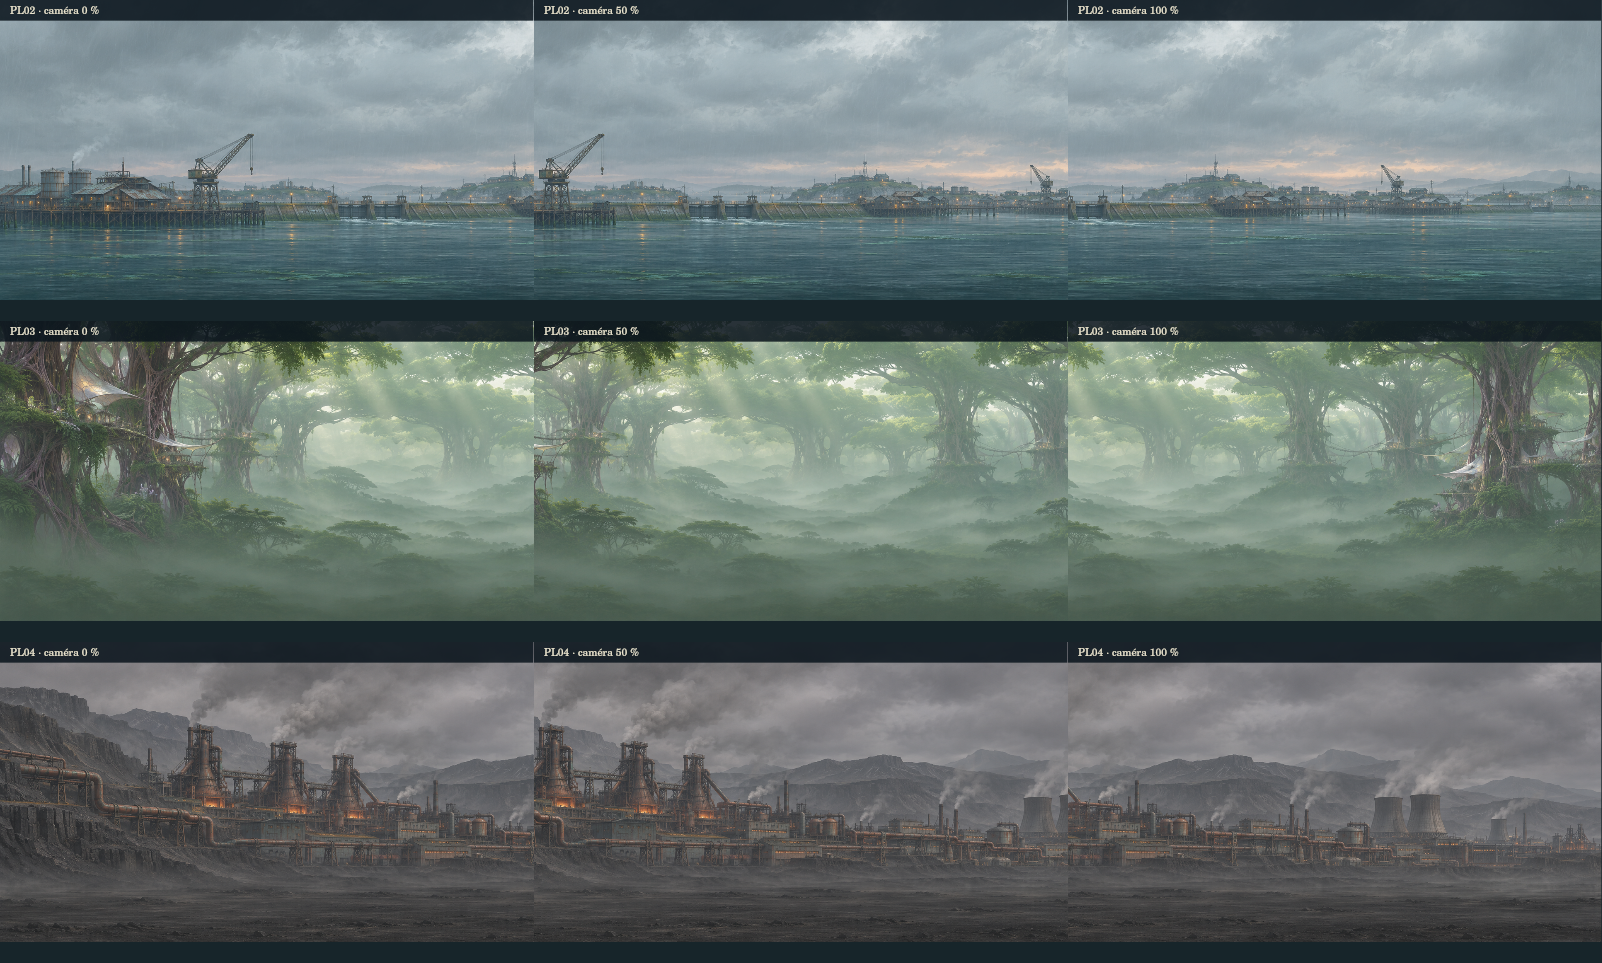 PL02 · caméra 0 %
PL02 · caméra 50 %
PL02 · caméra 100 %
PL03 · caméra 0 %
PL03 · caméra 50 %
PL03 · caméra 100 %
PL04 · caméra 0 %
PL04 · caméra 50 %
PL04 · caméra 100 %